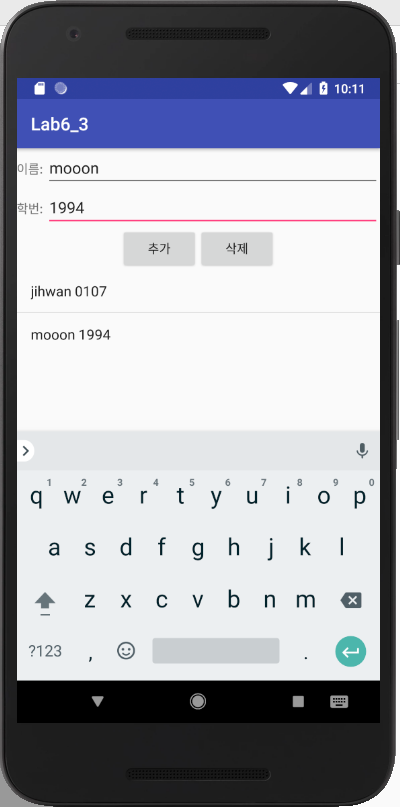 10:11
Lab6_3
이름: mooon
학번: 1994
추가 삭제
jihwan 0107
mooon 1994
1 2 3 4 5 6 7 8 9 0
q w e r t y u i o p
a s d f g h j k l
z x c v b n m
?123 , .